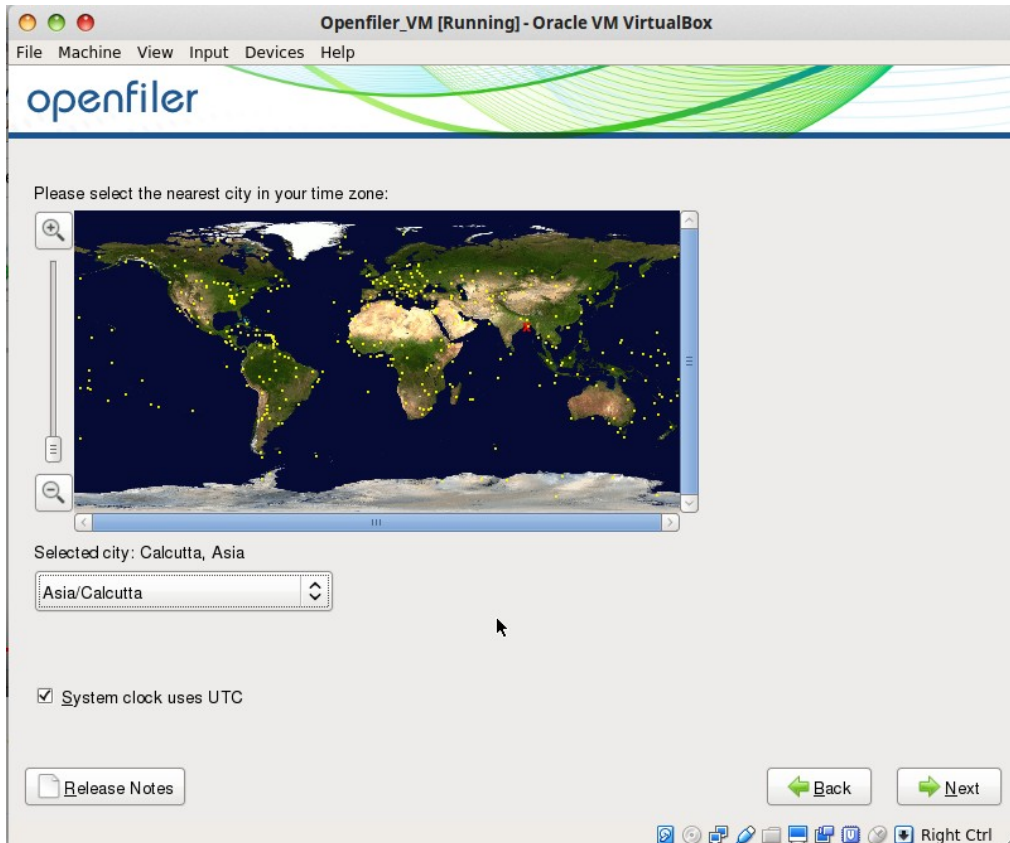 Openfiler_VM [Running] - Oracle VM VirtualBox
File Machine View Input Devices Help
openfiler
Please select the nearest city in your time zone:
Selected city: Calcutta, Asia
Asia/Calcutta
System clock uses UTC
Release Notes
Back
Next
Right Ctrl